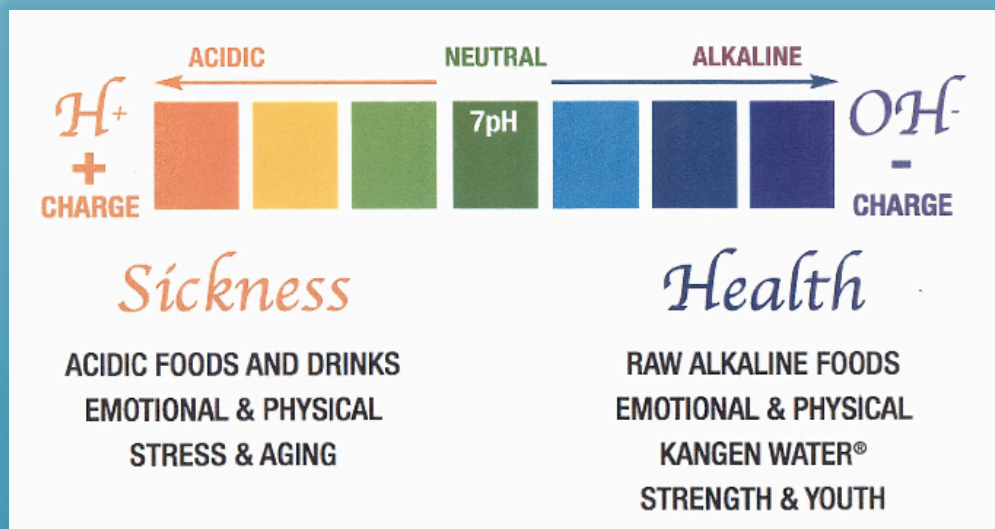 ACIDIC NEUTRAL ALKALINE
H+ 7pH OH-
+ -
CHARGE CHARGE
Sickness Health
ACIDIC FOODS AND DRINKS RAW ALKALINE FOODS
EMOTIONAL & PHYSICAL EMOTIONAL & PHYSICAL
STRESS & AGING KANGEN WATER®
STRENGTH & YOUTH